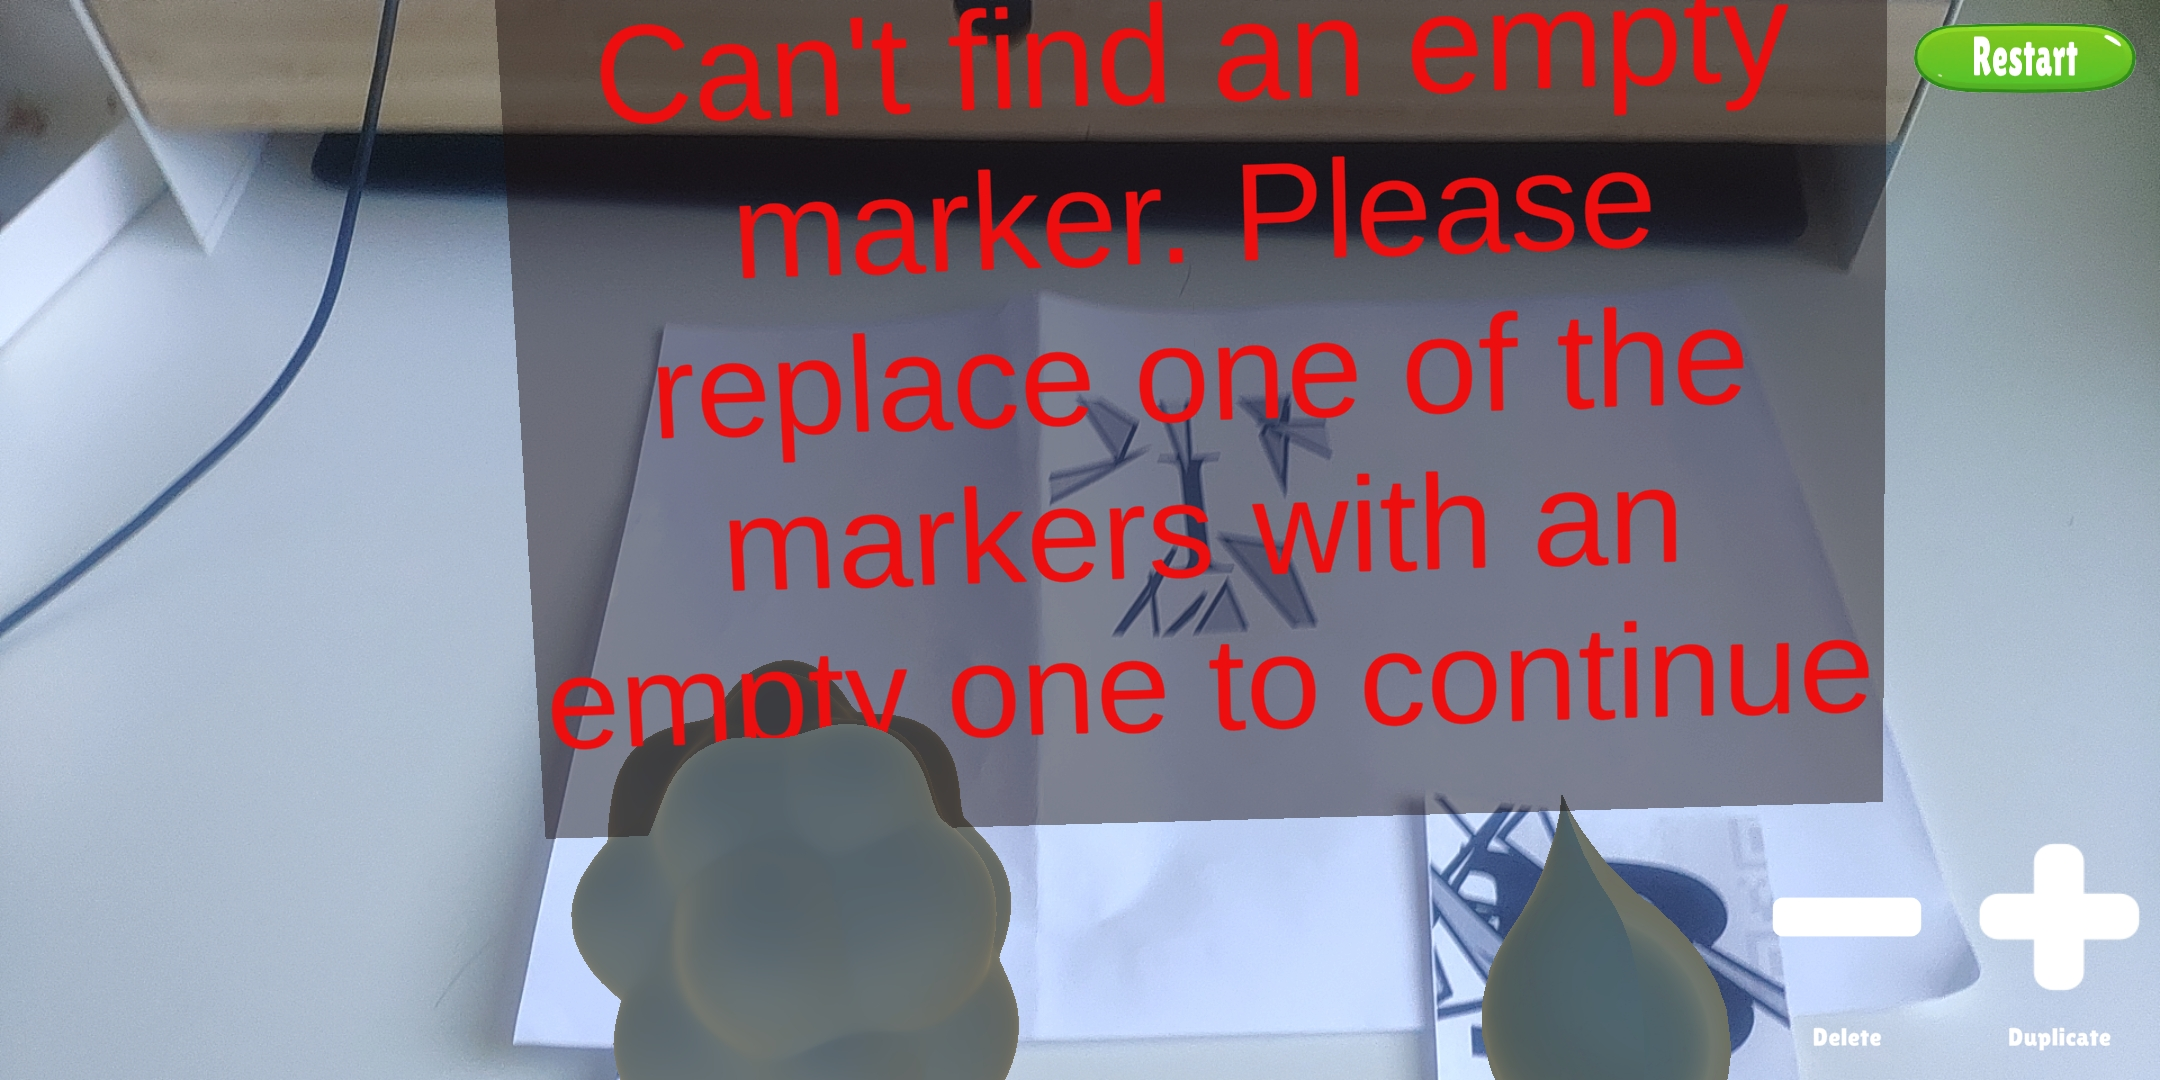 Can't find an empty
marker. Please
replace one of the
markers with an
empty one to continue
Restart
Delete
Duplicate